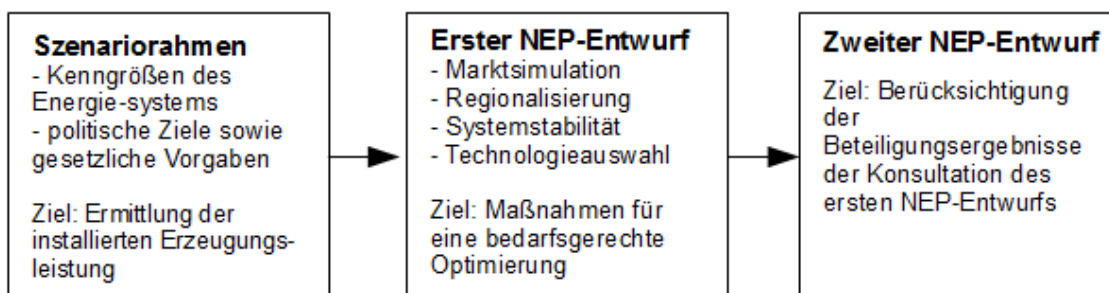 Szenariorahmen
- Kenngrößen des
Energie-systems
- politische Ziele sowie
gesetzliche Vorgaben
Ziel: Ermittlung der
installierten Erzeugungs-
leistung
Erster NEP-Entwurf
- Marktsimulation
- Regionalisierung
- Systemstabilität
- Technologieauswahl
Ziel: Maßnahmen für
eine bedarfsgerechte
Optimierung
Zweiter NEP-Entwurf
Ziel: Berücksichtigung
der
Beteiligungsergebnisse
der Konsultation des
ersten NEP-Entwurfs